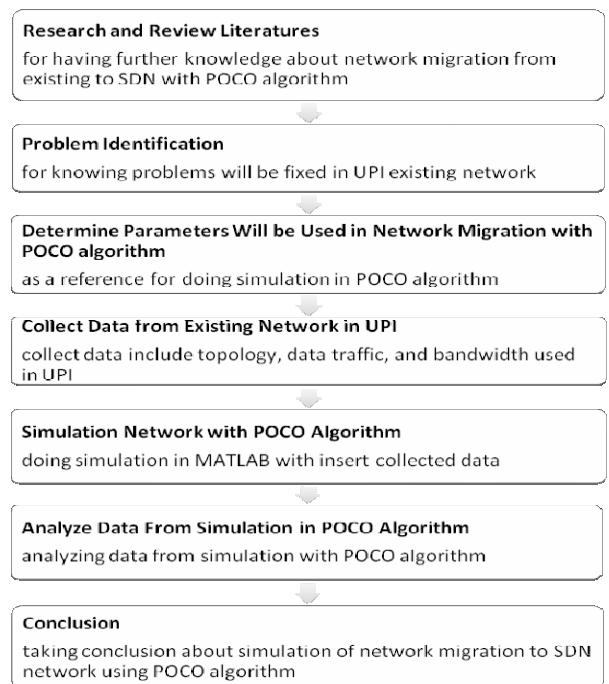 Research and Review Literatures
for having further knowledge about network migration from
existing to SDN with POCO algorithm
Problem Identification
for knowing problems will be fixed in UPI existing network
Determine Parameters Will be Used in Network Migration with
POCO algorithm
as a reference for doing simulation in POCO algorithm
Collect Data from Existing Network in UPI
collect data include topology, data traffic, and bandwidth used
in UPI
Simulation Network with POCO Algorithm
doing simulation in MATLAB with insert collected data
Analyze Data From Simulation in POCO Algorithm
analyzing data from simulation with POCO algorithm
Conclusion
taking conclusion about simulation of network migration to SDN
network using POCO algorithm